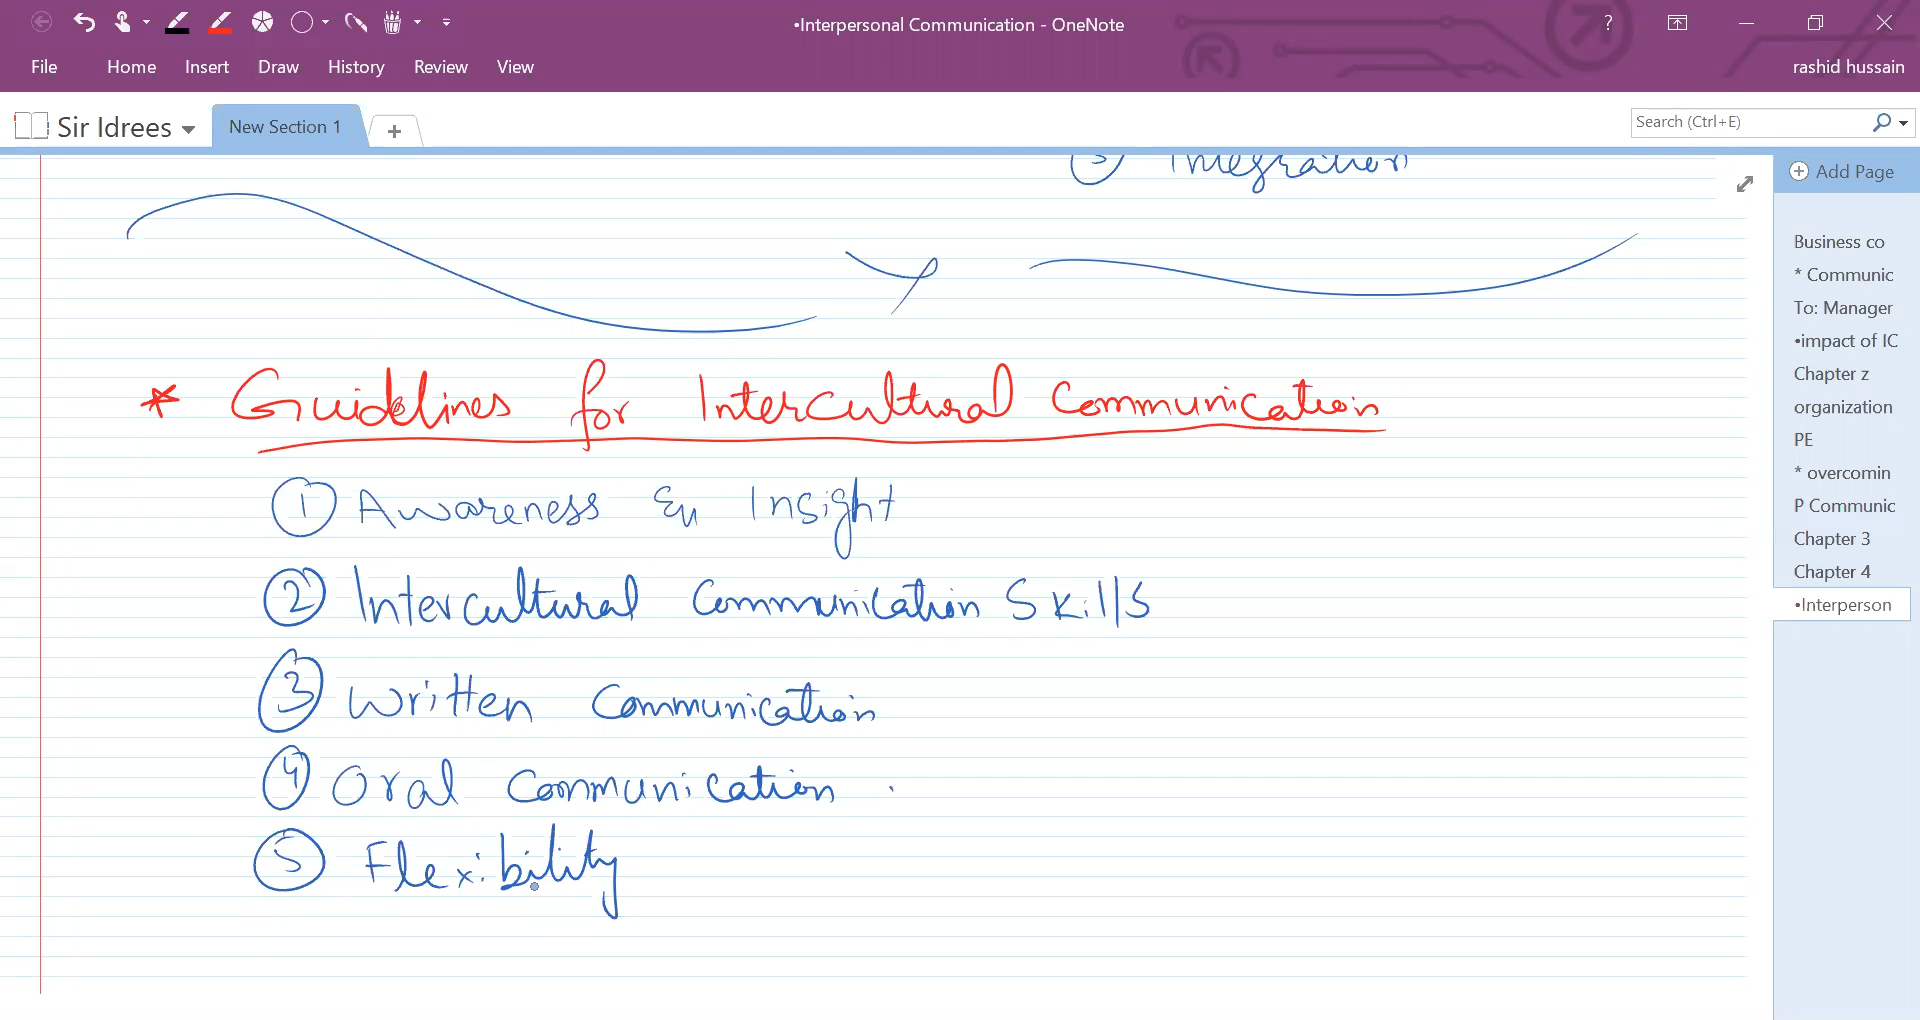 •Interpersonal Communication - OneNote
?
File Home Insert Draw History Review View
rashid hussain
Sir Idrees
New Section 1
+
Search (Ctrl+E)
Add Page
Business co
* Communic
To: Manager
•impact of IC
Chapter z
organization
PE
* overcomin
P Communic
Chapter 3
Chapter 4
•Interperson
③ Integration
* Guidelines for Intercultural Communication
① Awareness & Insight
② Intercultural Communication Skills
③ Written Communication
④ Oral Communication .
⑤ Flexibility